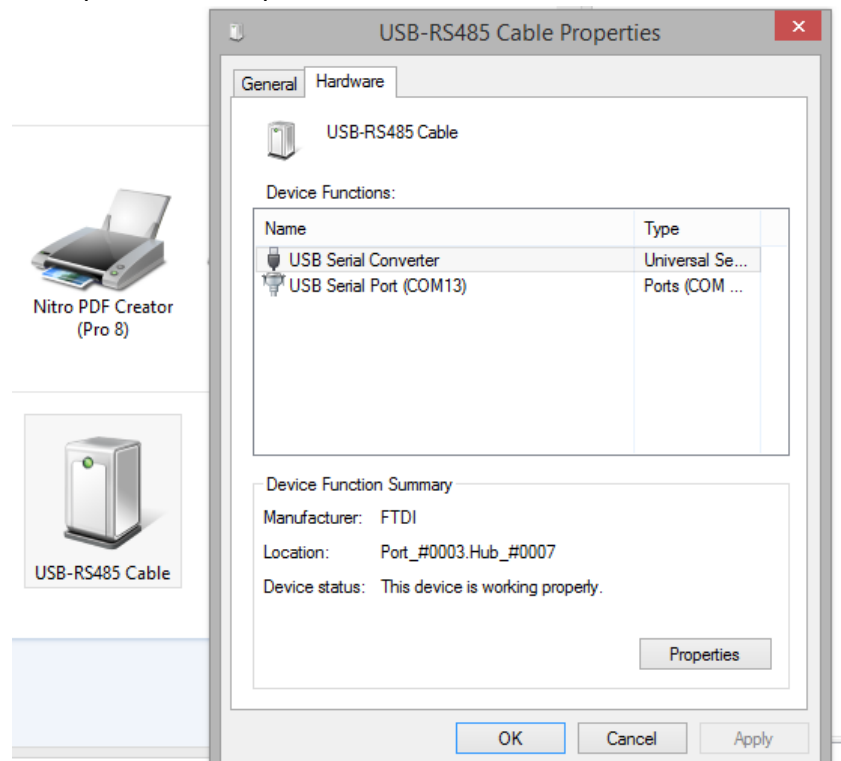 USB-RS485 Cable Properties
General Hardware
USB-RS485 Cable
Device Functions:
Name Type
USB Serial Converter Universal Se...
USB Serial Port (COM13) Ports (COM ...
Nitro PDF Creator
(Pro 8)
USB-RS485 Cable
Device Function Summary
Manufacturer: FTDI
Location: Port_#0003.Hub_#0007
Device status: This device is working properly.
Properties
OK Cancel Apply